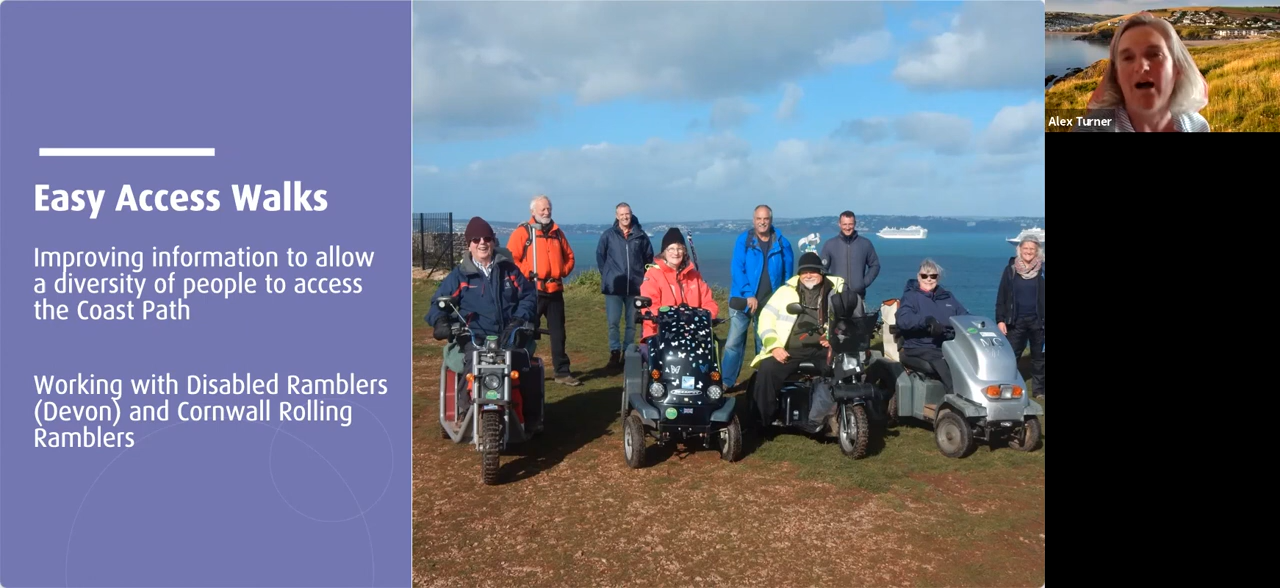 Easy Access Walks
Improving information to allow
a diversity of people to access
the Coast Path
Working with Disabled Ramblers
(Devon) and Cornwall Rolling
Ramblers
Alex Turner